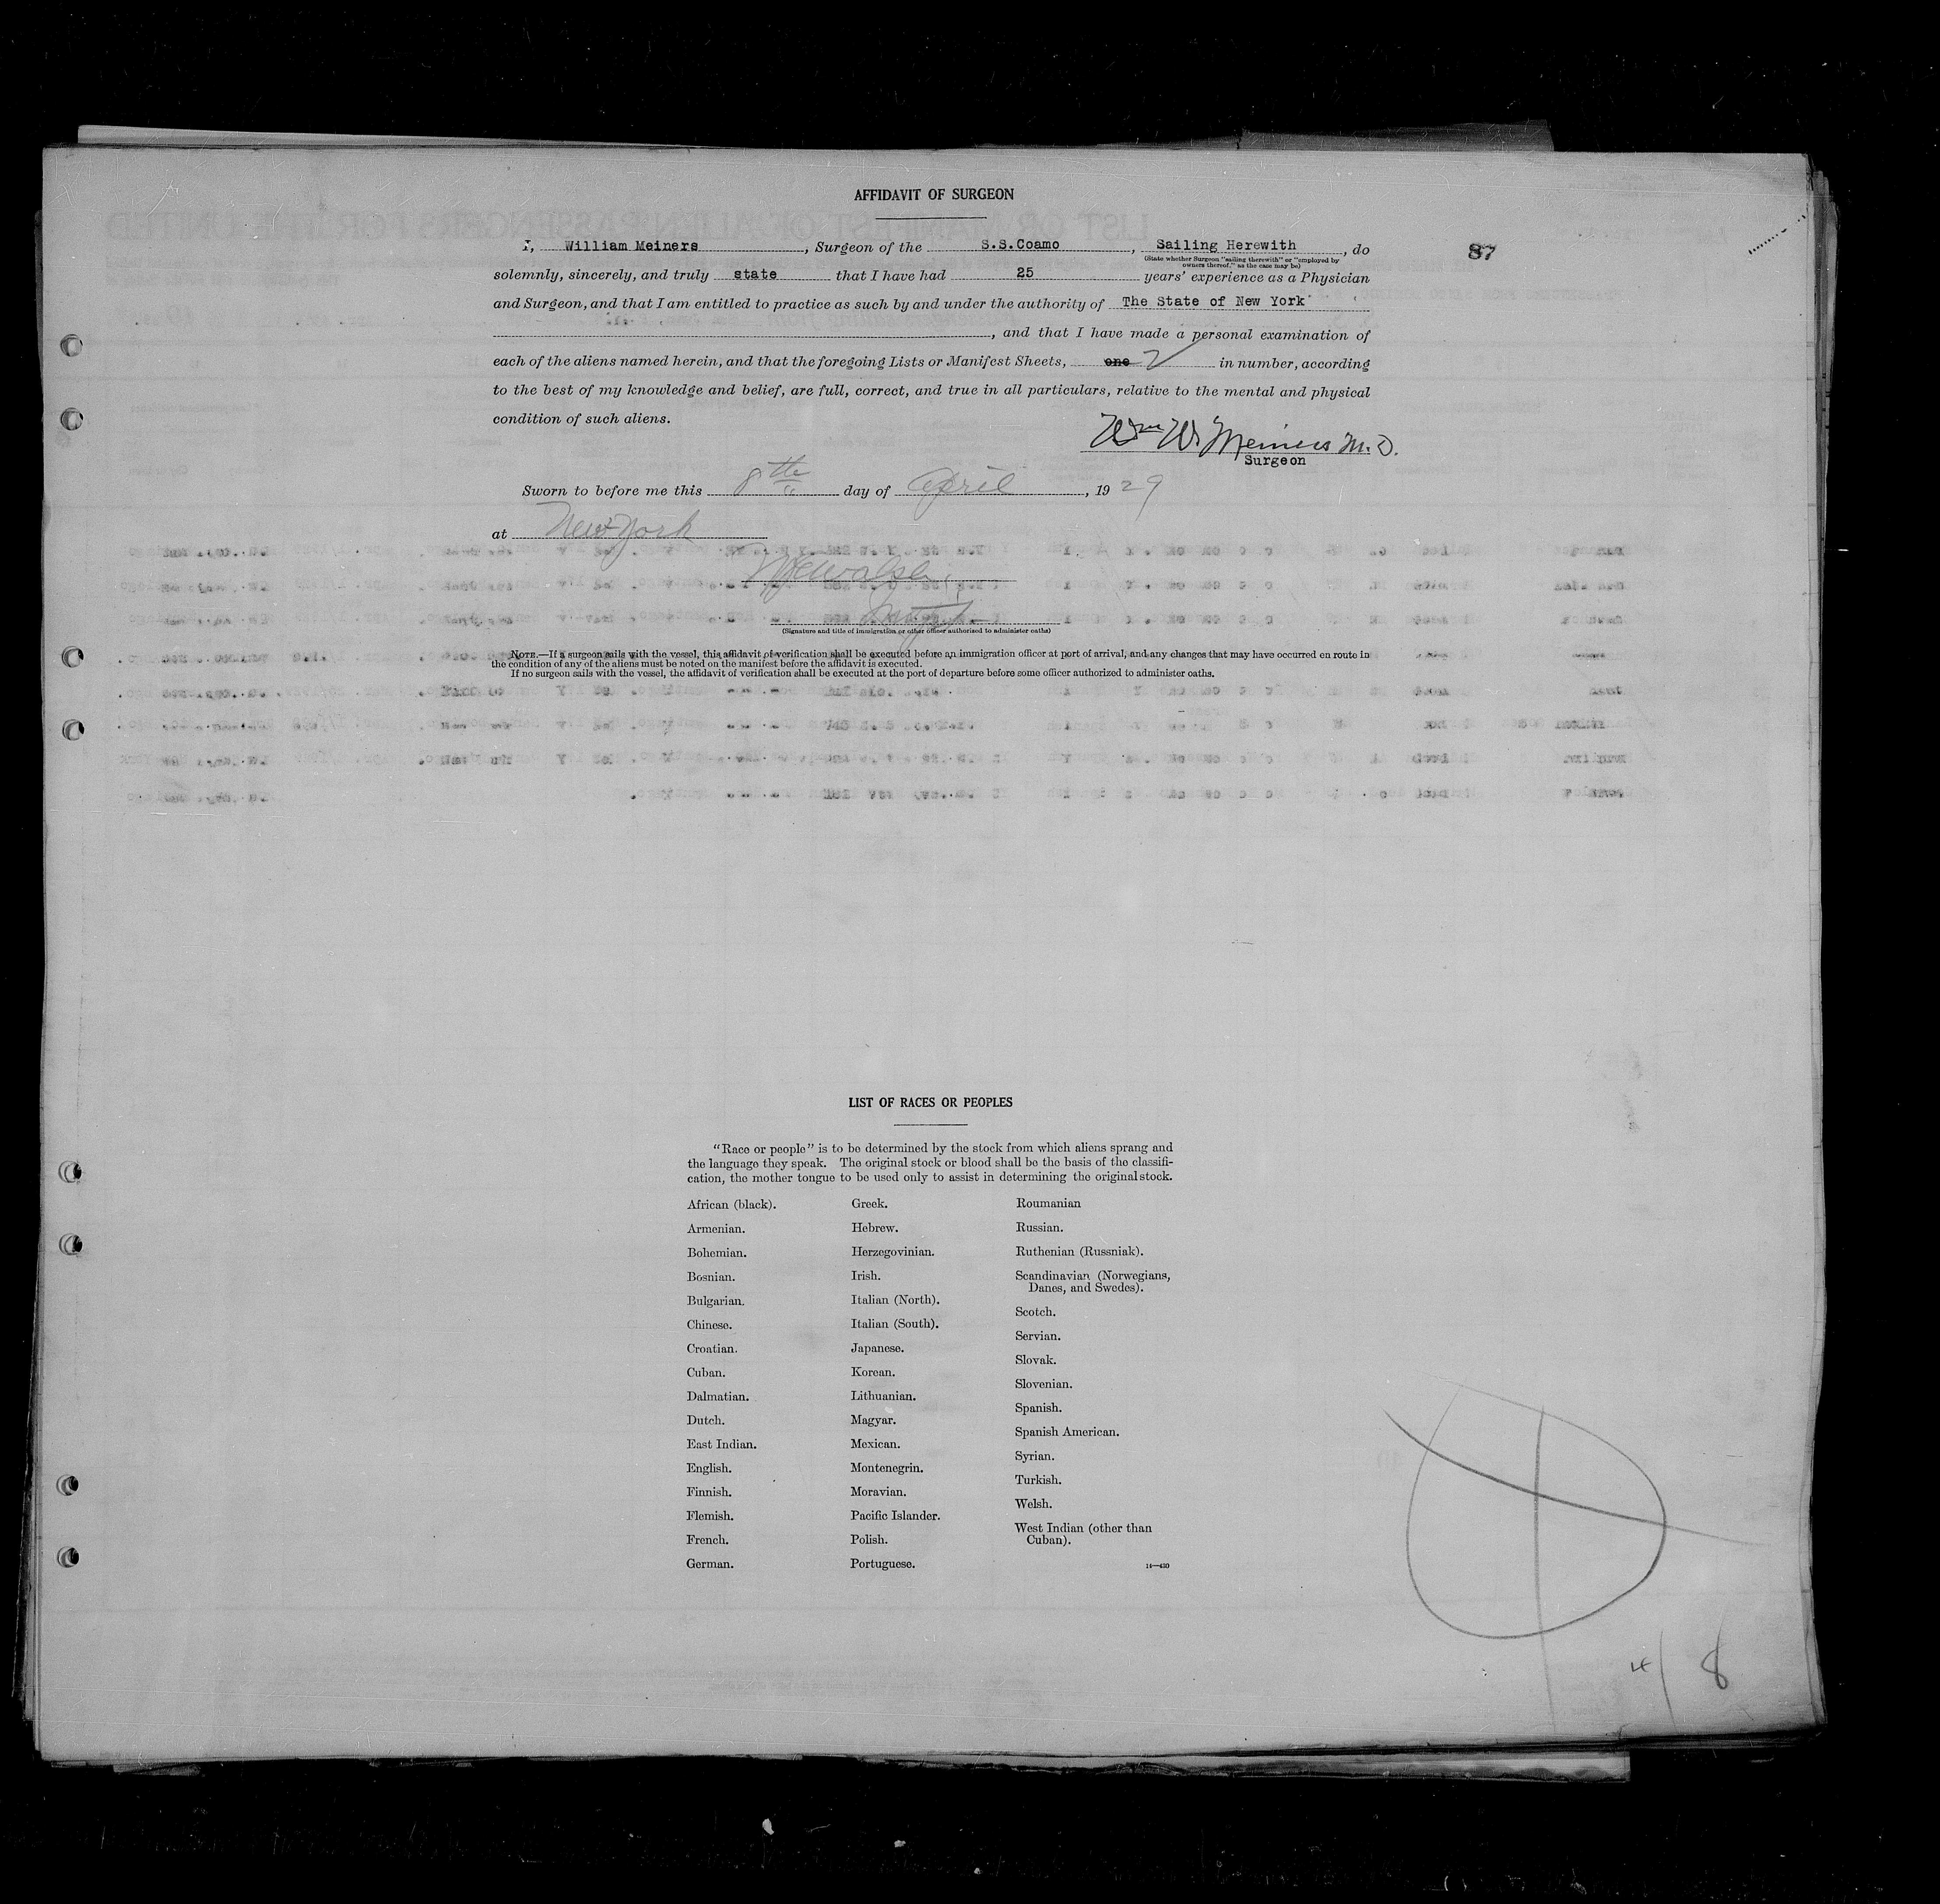 AFFIDAVIT OF SURGEON
I, William Meiners, Surgeon of the S.S.Coamo, Sailing Herewith, do
87
(State whether Surgeon "sailing therewith" or "employed by
owners thereof," as the case may be)
solemnly, sincerely, and truly state that I have had 25 years' experience as a Physician
and Surgeon, and that I am entitled to practice as such by and under the authority of The State of New York
, and that I have made a personal examination of
each of the aliens named herein, and that the foregoing Lists or Manifest Sheets, one 2 in number, according
to the best of my knowledge and belief, are full, correct, and true in all particulars, relative to the mental and physical
condition of such aliens.
Wm W. Meiners M.D.
Surgeon
Sworn to before me this 8th day of April, 1929
at New York
(Signature and title of immigration or other officer authorized to administer oaths)
NOTE.—If a surgeon sails with the vessel, this affidavit of verification shall be executed before an immigration officer at port of arrival, and any changes that may have occurred en route in
the condition of any of the aliens must be noted on the manifest before the affidavit is executed.
If no surgeon sails with the vessel, the affidavit of verification shall be executed at the port of departure before some officer authorized to administer oaths.
LIST OF RACES OR PEOPLES
"Race or people" is to be determined by the stock from which aliens sprang and
the language they speak. The original stock or blood shall be the basis of the classifi-
cation, the mother tongue to be used only to assist in determining the original stock.
African (black).
Armenian.
Bohemian.
Bosnian.
Bulgarian.
Chinese.
Croatian.
Cuban.
Dalmatian.
Dutch.
East Indian.
English.
Finnish.
Flemish.
French.
German.
Greek.
Hebrew.
Herzegovinian.
Irish.
Italian (North).
Italian (South).
Japanese.
Korean.
Lithuanian.
Magyar.
Mexican.
Montenegrin.
Moravian.
Pacific Islander.
Polish.
Portuguese.
Roumanian
Russian.
Ruthenian (Russniak).
Scandinavian (Norwegians,
Danes, and Swedes).
Scotch.
Servian.
Slovak.
Slovenian.
Spanish.
Spanish American.
Syrian.
Turkish.
Welsh.
West Indian (other than
Cuban).
14—430
4/8